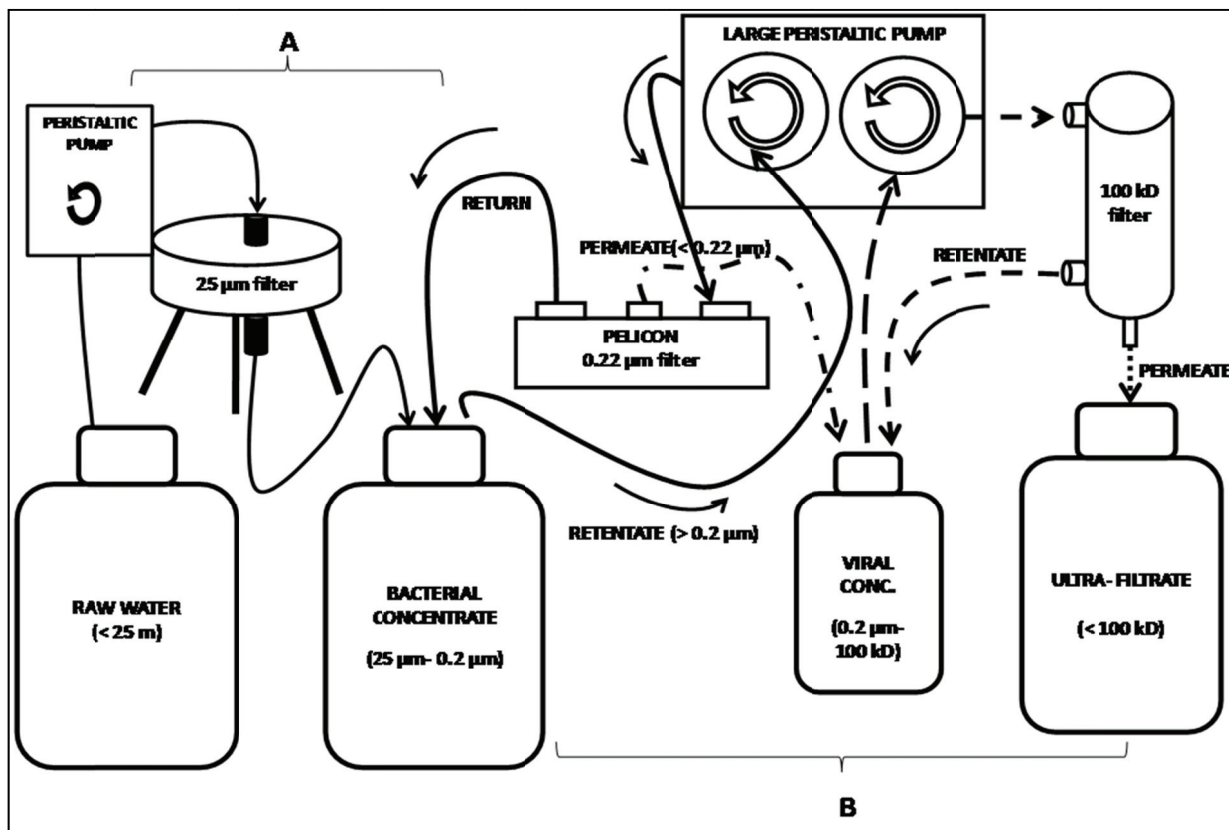 A
LARGE PERISTALTIC PUMP
PERISTALTIC
PUMP
25 µm filter
RETURN
PERMEATE(< 0.22 µm)
PELICON
0.22 µm filter
100 kD
filter
RETENTATE
PERMEATE
RETENTATE (> 0.2 µm)
RAW WATER
(< 25 m)
BACTERIAL
CONCENTRATE
(25 µm- 0.2 µm)
VIRAL
CONC.
(0.2 µm-
100 kD)
ULTRA- FILTRATE
(< 100 kD)
B